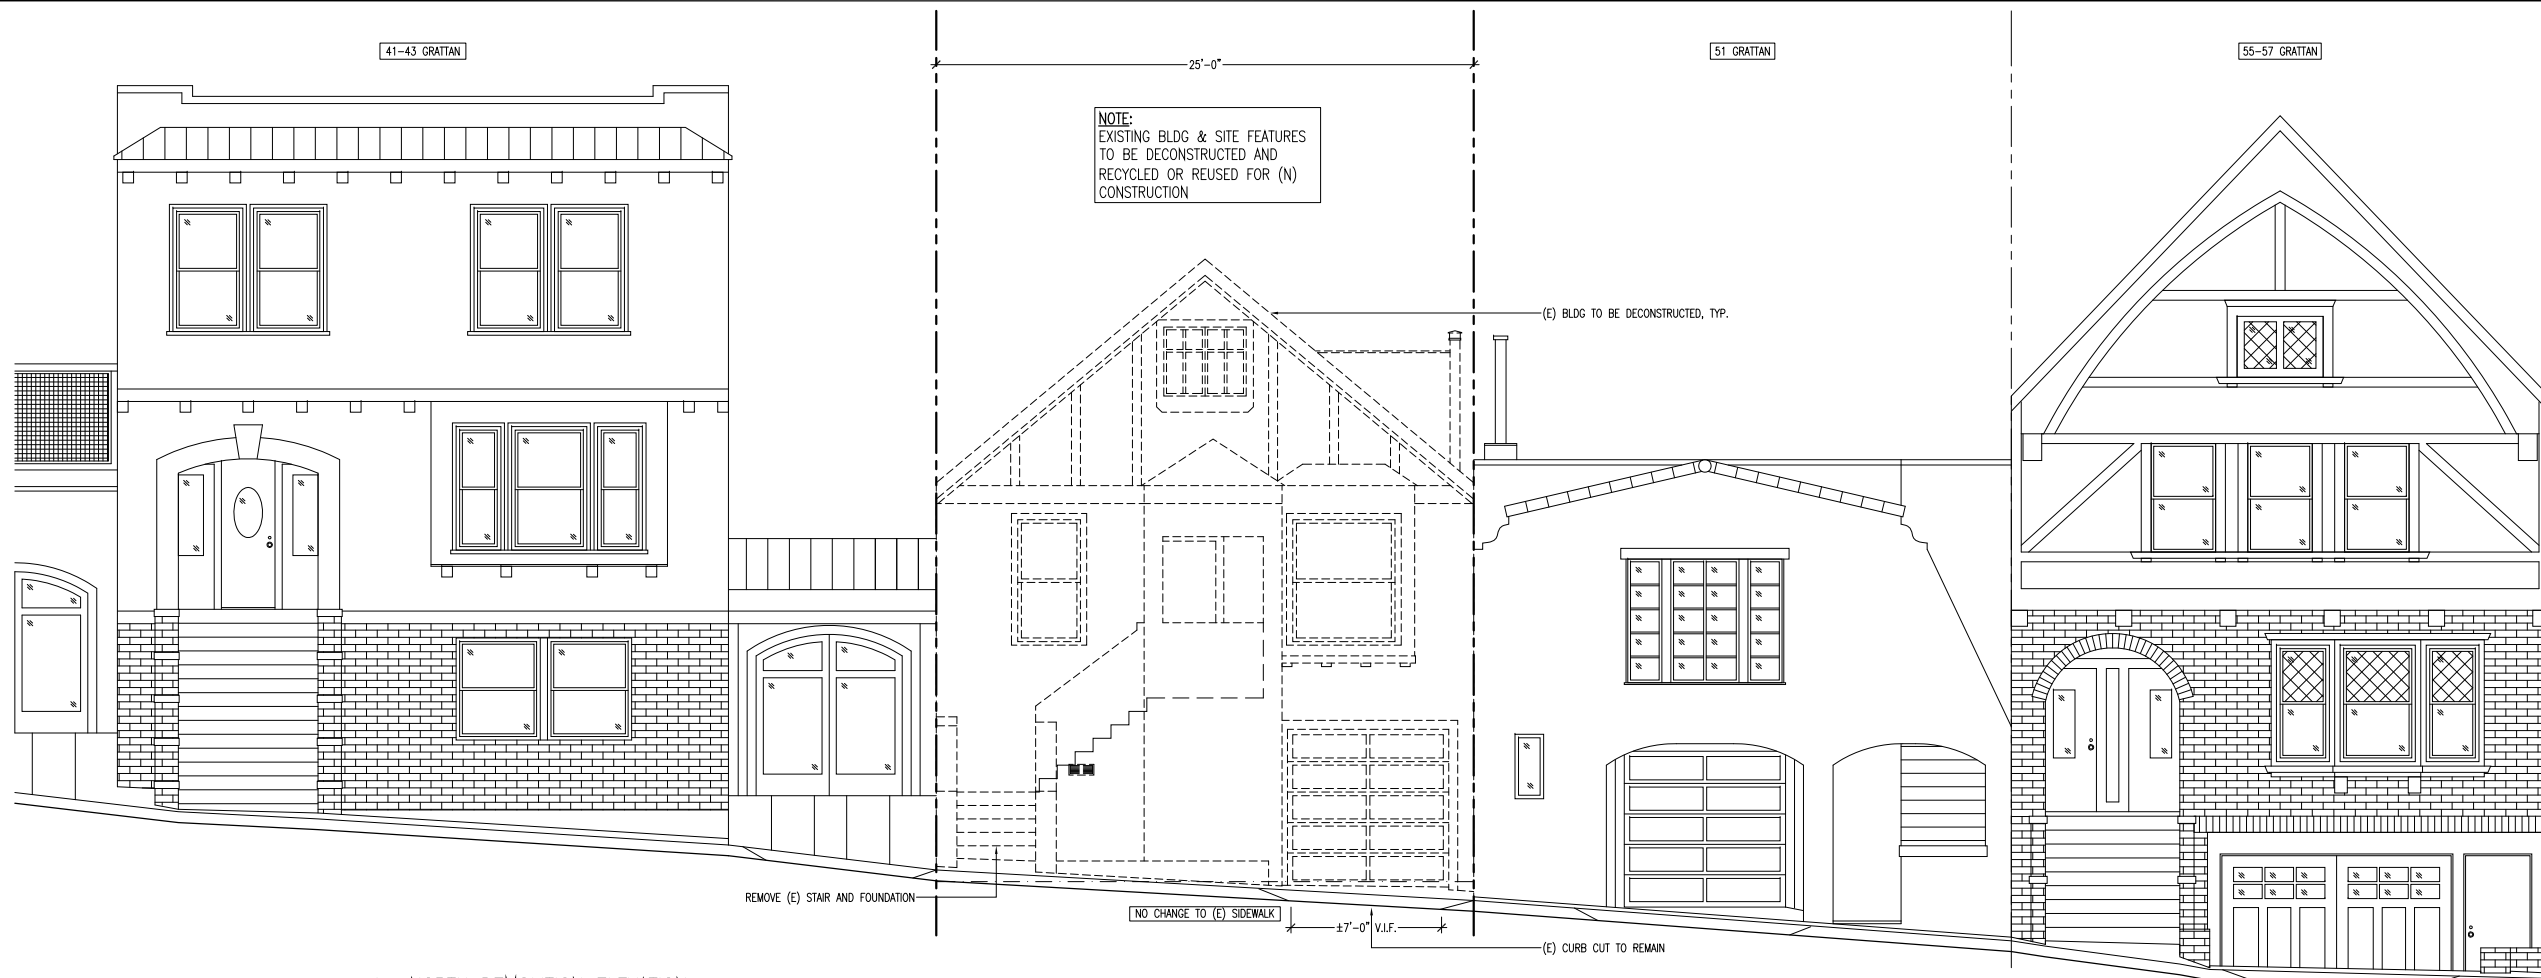 41-43 GRATTAN
25'-0"
51 GRATTAN
55-57 GRATTAN
NOTE:
EXISTING BLDG & SITE FEATURES
TO BE DECONSTRUCTED AND
RECYCLED OR REUSED FOR (N)
CONSTRUCTION
(E) BLDG TO BE DECONSTRUCTED, TYP.
REMOVE (E) STAIR AND FOUNDATION
NO CHANGE TO (E) SIDEWALK
±7'-0" V.I.F.
(E) CURB CUT TO REMAIN